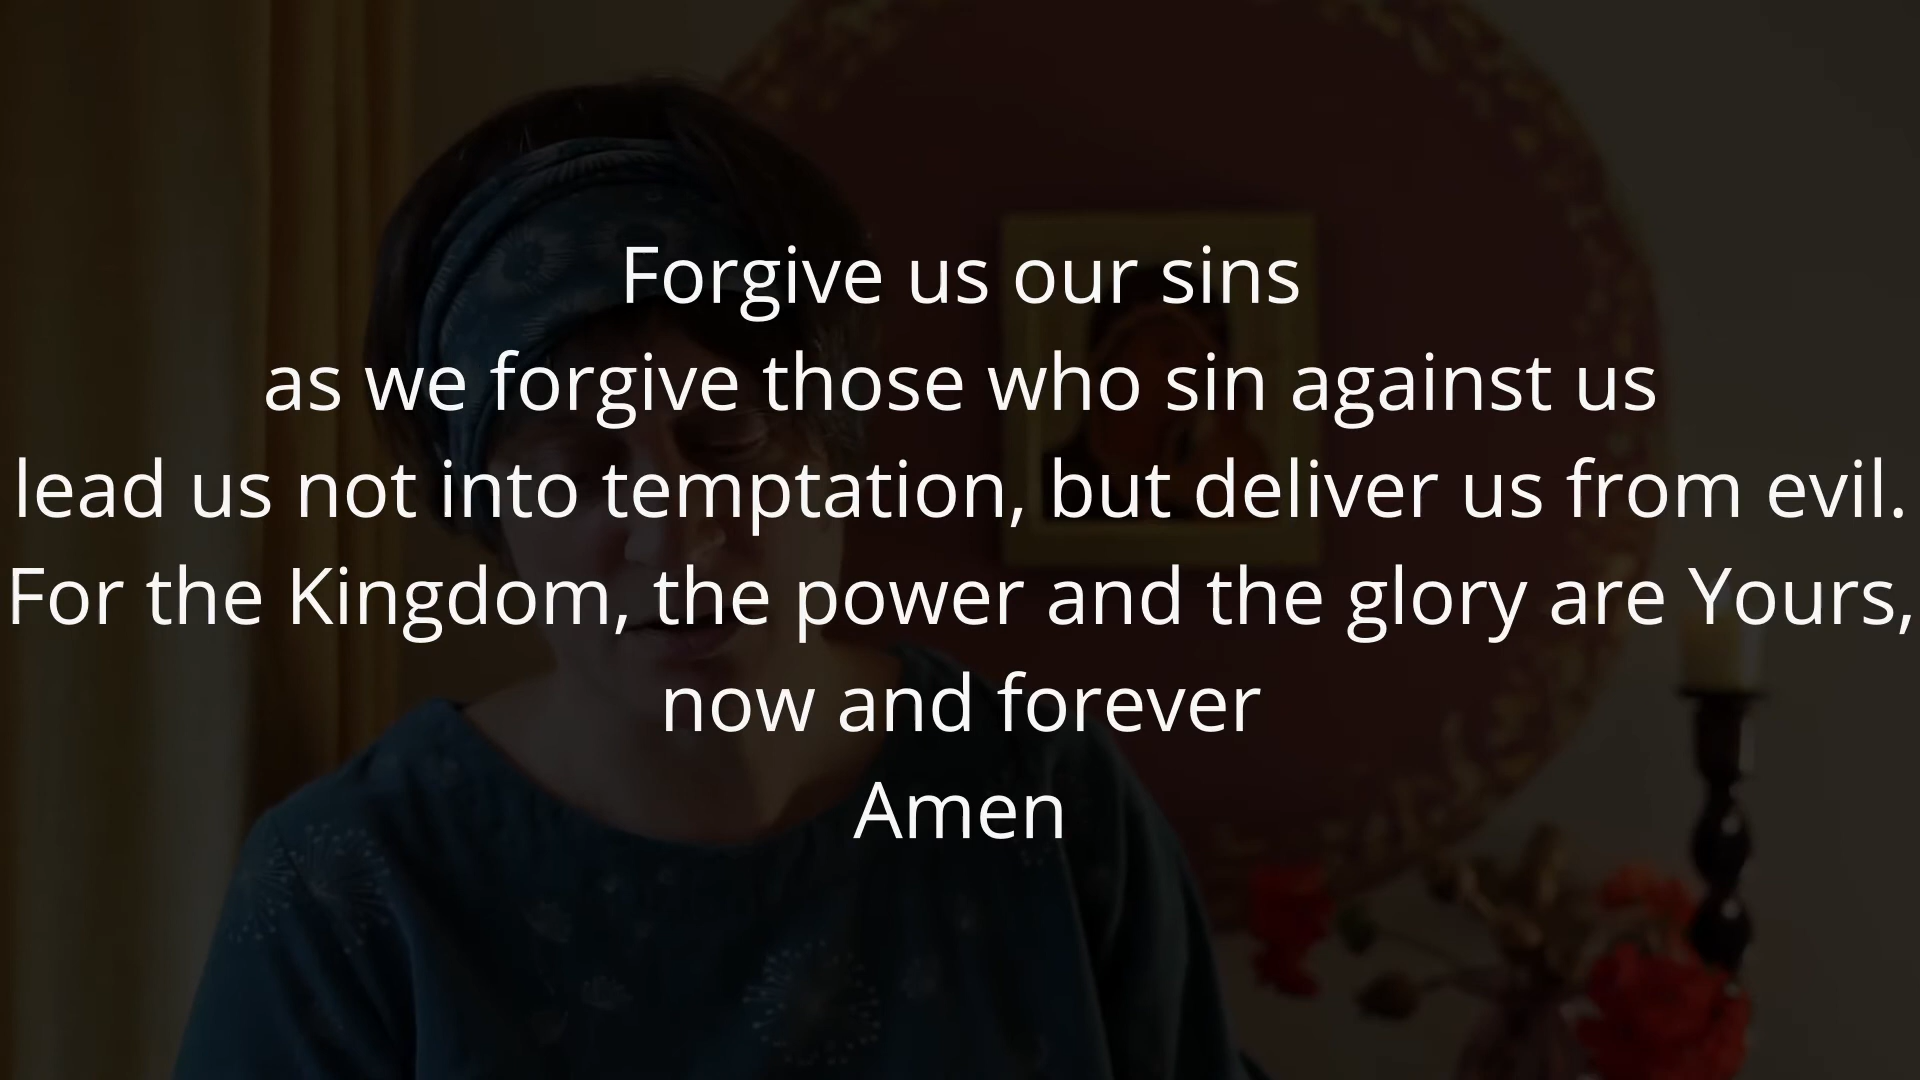 Forgive us our sins
as we forgive those who sin against us
lead us not into temptation, but deliver us from evil.
For the Kingdom, the power and the glory are Yours,
now and forever
Amen